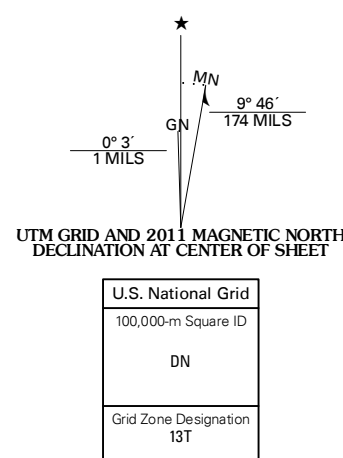 ★
MN
GN
9° 46´
174 MILS
0° 3´
1 MILS
UTM GRID AND 2011 MAGNETIC NORTH
DECLINATION AT CENTER OF SHEET
U.S. National Grid
100,000-m Square ID
DN
Grid Zone Designation
13T